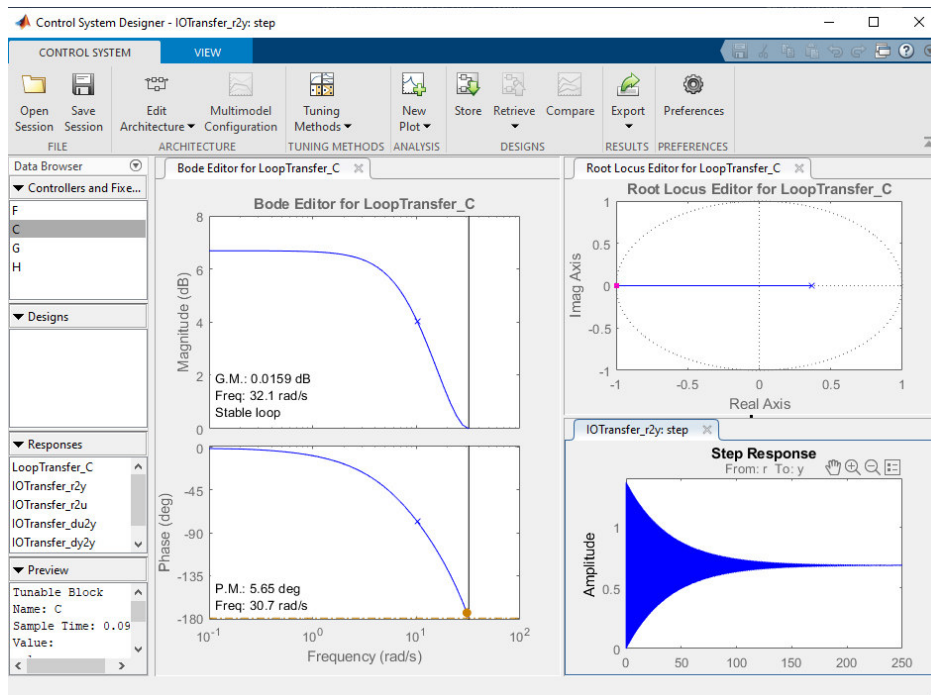 Control System Designer - IOTransfer_r2y: step
CONTROL SYSTEM VIEW
Open Session
Save Session
Edit Architecture
Multimodel Configuration
Tuning Methods
New Plot
Store
Retrieve
Compare
Export
Preferences
FILE ARCHITECTURE TUNING METHODS ANALYSIS DESIGNS RESULTS PREFERENCES
Data Browser
Controllers and Fixe...
F
C
G
H
Designs
Responses
LoopTransfer_C
IOTransfer_r2y
IOTransfer_r2u
IOTransfer_du2y
IOTransfer_dy2y
Preview
Tunable Block
Name: C
Sample Time: 0.09
Value:
Bode Editor for LoopTransfer_C
Bode Editor for LoopTransfer_C
Magnitude (dB)
8
6
4
2
0
G.M.: 0.0159 dB
Freq: 32.1 rad/s
Stable loop
Phase (deg)
0
-45
-90
-135
-180
P.M.: 5.65 deg
Freq: 30.7 rad/s
10^-1 10^0 10^1 10^2
Frequency (rad/s)
Root Locus Editor for LoopTransfer_C
Root Locus Editor for LoopTransfer_C
Imag Axis
1
0.5
0
-0.5
-1
-1 -0.5 0 0.5 1
Real Axis
IOTransfer_r2y: step
Step Response
From: r To: y
Amplitude
1
0.5
0
0 50 100 150 200 250